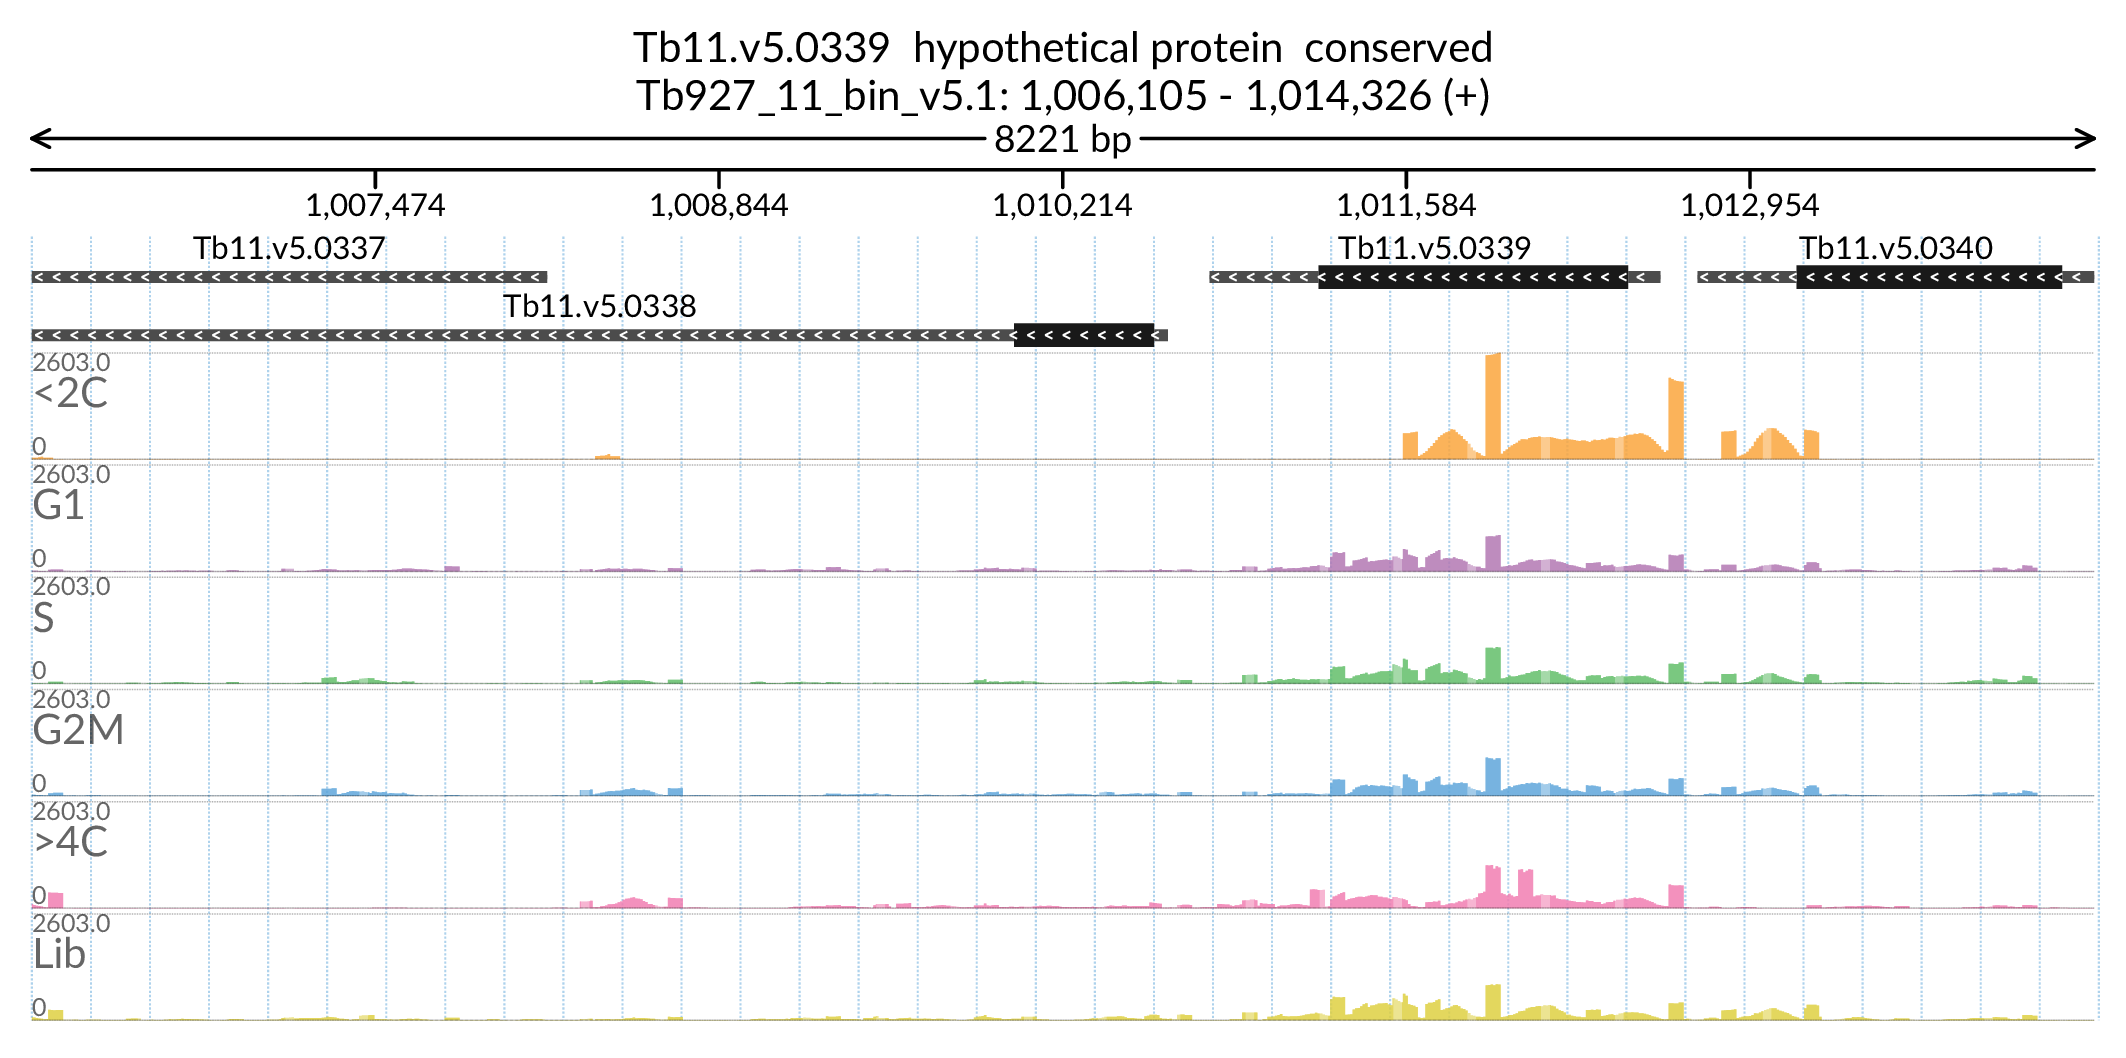 Tb11.v5.0339  hypothetical protein  conserved
Tb927_11_bin_v5.1: 1,006,105 - 1,014,326 (+)
8221 bp
1,007,474 1,008,844 1,010,214 1,011,584 1,012,954
Tb11.v5.0337 Tb11.v5.0339 Tb11.v5.0340
Tb11.v5.0338
2603.0
<2C
0
2603.0
G1
0
2603.0
S
0
2603.0
G2M
0
2603.0
>4C
0
2603.0
Lib
0